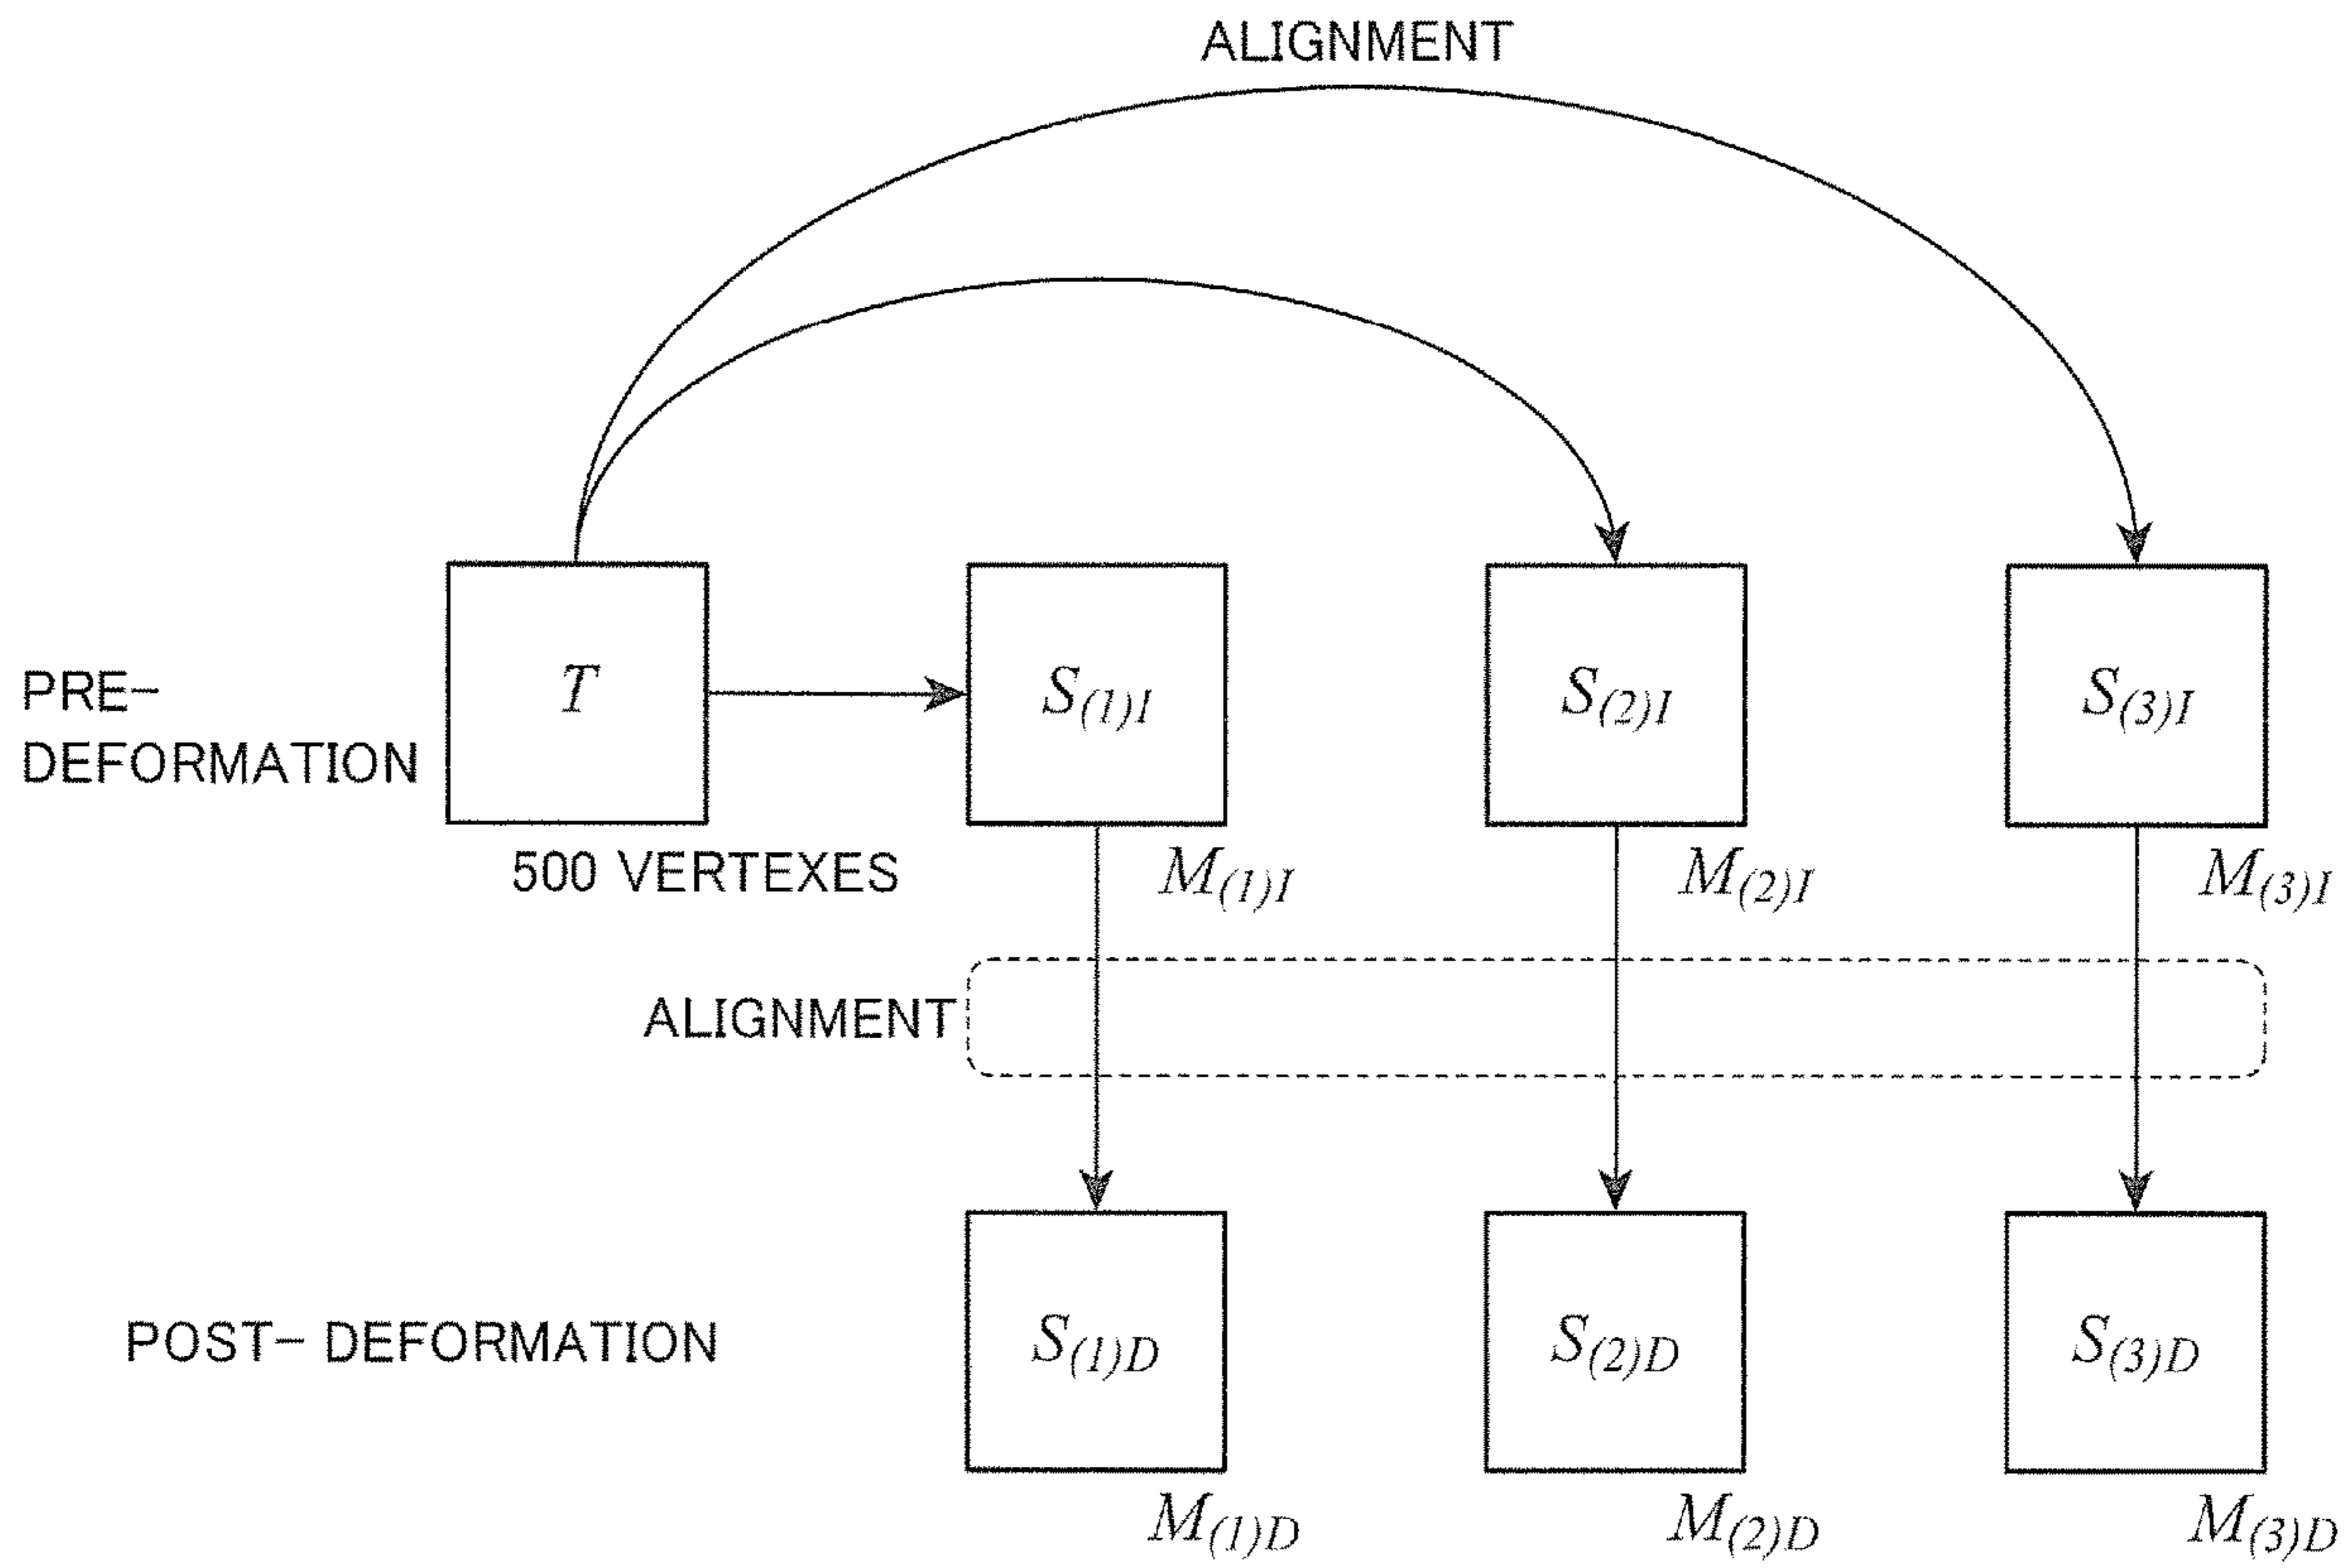 ALIGNMENT
PRE-
DEFORMATION
T
S(1)I
S(2)I
S(3)I
500 VERTEXES
M(1)I
M(2)I
M(3)I
ALIGNMENT
POST- DEFORMATION
S(1)D
S(2)D
S(3)D
M(1)D
M(2)D
M(3)D